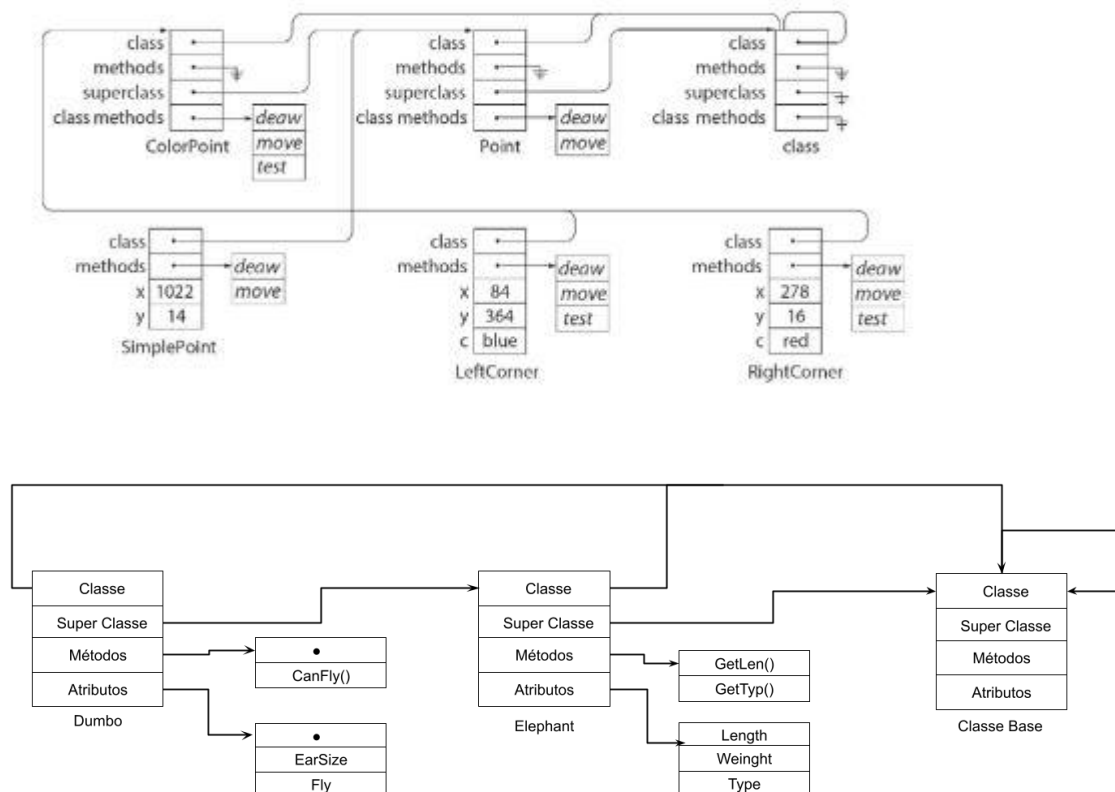 class
methods
superclass
class methods
deaw
move
test
ColorPoint
class
methods
superclass
class methods
deaw
move
Point
class
methods
superclass
class methods
class
class
methods
deaw
move
x 1022
y 14
SimplePoint
class
methods
deaw
move
test
x 84
y 364
c blue
LeftCorner
class
methods
deaw
move
test
x 278
y 16
c red
RightCorner
Classe
Super Classe
Métodos
Atributos
Dumbo
CanFly()
EarSize
Fly
Classe
Super Classe
Métodos
Atributos
Elephant
GetLen()
GetTyp()
Length
Weinght
Type
Classe
Super Classe
Métodos
Atributos
Classe Base